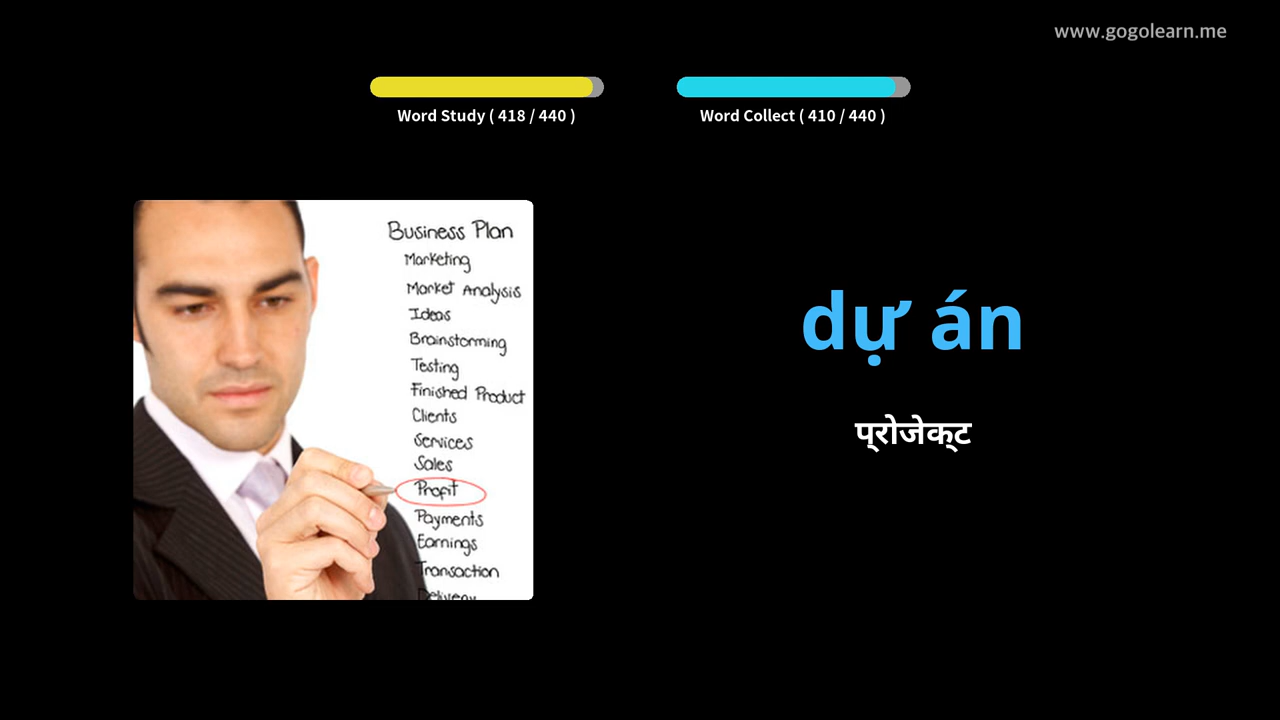 www.gogolearn.me
Word Study ( 418 / 440 )
Word Collect ( 410 / 440 )
Business Plan
Marketing
Market Analysis
Ideas
Brainstorming
Testing
Finished Product
Clients
Services
Sales
Profit
Payments
Earnings
Transaction
Delivery
dự án
प्रोजेक्ट